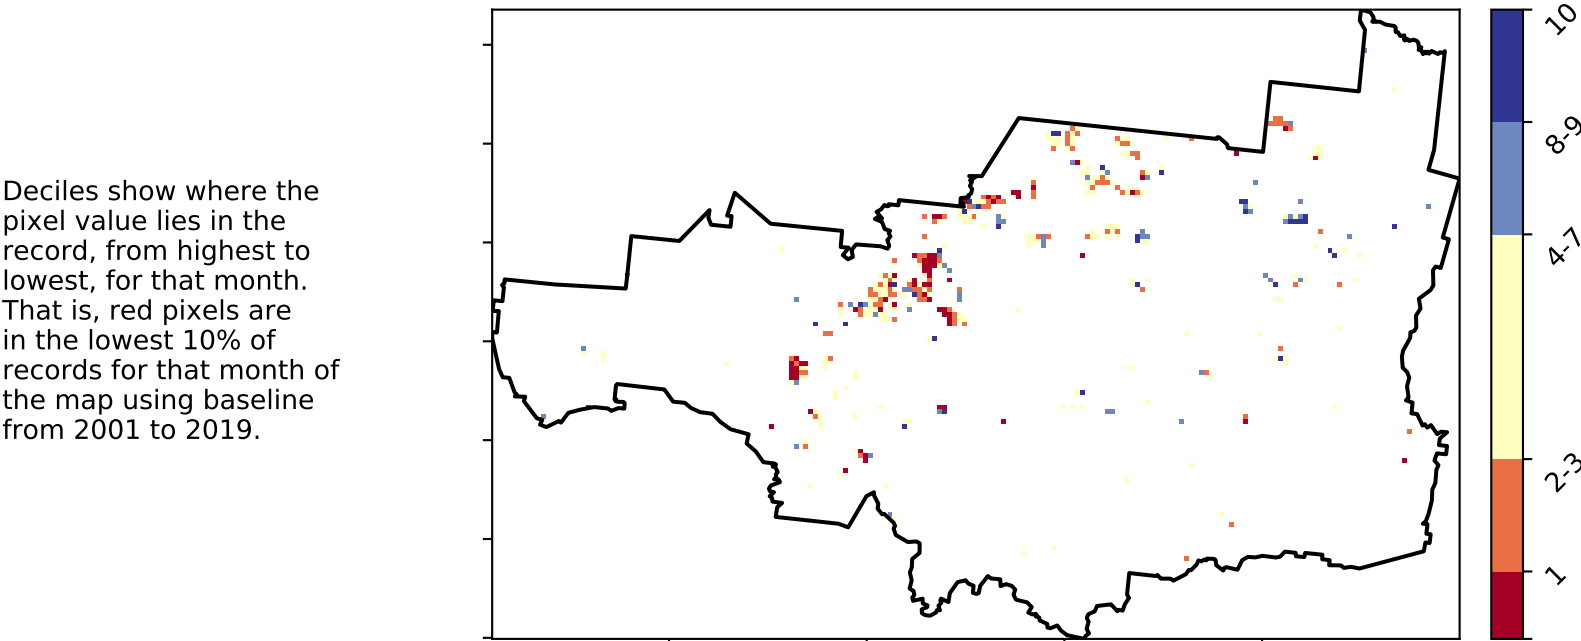 Deciles show where the
pixel value lies in the
record, from highest to
lowest, for that month.
That is, red pixels are
in the lowest 10% of
records for that month of
the map using baseline
from 2001 to 2019.
10
8-9
4-7
2-3
1